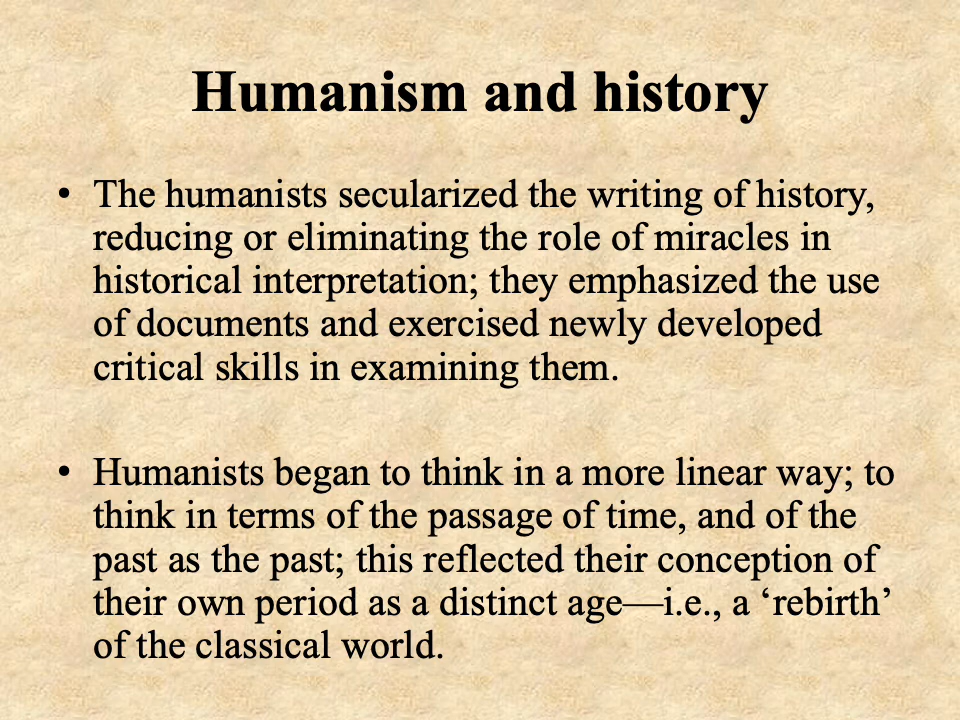 Humanism and history
• The humanists secularized the writing of history,
reducing or eliminating the role of miracles in
historical interpretation; they emphasized the use
of documents and exercised newly developed
critical skills in examining them.
• Humanists began to think in a more linear way; to
think in terms of the passage of time, and of the
past as the past; this reflected their conception of
their own period as a distinct age—i.e., a ‘rebirth’
of the classical world.